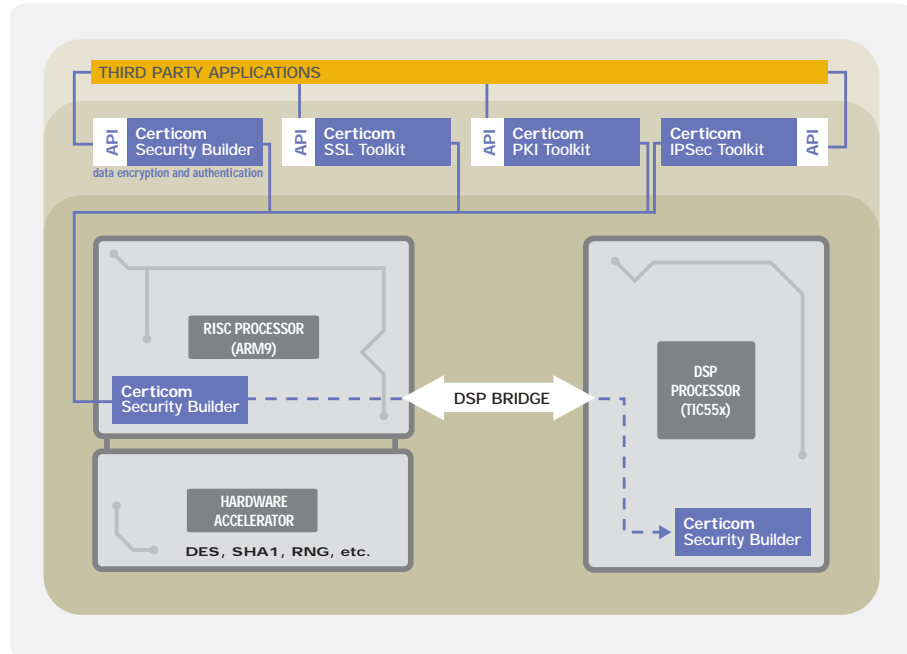 THIRD PARTY APPLICATIONS
API
Certicom
Security Builder
data encryption and authentication
API
Certicom
SSL Toolkit
API
Certicom
PKI Toolkit
Certicom
IPSec Toolkit
API
RISC PROCESSOR
(ARM9)
Certicom
Security Builder
DSP BRIDGE
DSP
PROCESSOR
(TIC55x)
HARDWARE
ACCELERATOR
DES, SHA1, RNG, etc.
Certicom
Security Builder